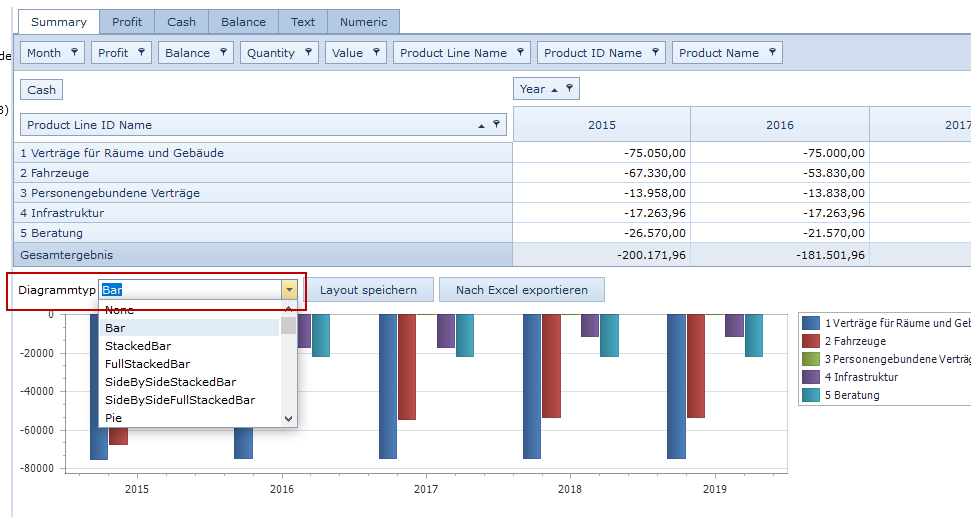 Summary Profit Cash Balance Text Numeric
de
Month Profit Balance Quantity Value Product Line Name Product ID Name Product Name
Cash Year
3)
Product Line ID Name 2015 2016 2017
1 Verträge für Räume und Gebäude -75.050,00 -75.000,00
2 Fahrzeuge -67.330,00 -53.830,00
3 Personengebundene Verträge -13.958,00 -13.838,00
4 Infrastruktur -17.263,96 -17.263,96
5 Beratung -26.570,00 -21.570,00
Gesamtergebnis -200.171,96 -181.501,96
Diagrammtyp Bar Layout speichern Nach Excel exportieren
None
Bar
StackedBar
FullStackedBar
SideBySideStackedBar
SideBySideFullStackedBar
Pie
0
-20000
-40000
-60000
-80000
2015 2016 2017 2018 2019
1 Verträge für Räume und Geb
2 Fahrzeuge
3 Personengebundene Verträg
4 Infrastruktur
5 Beratung